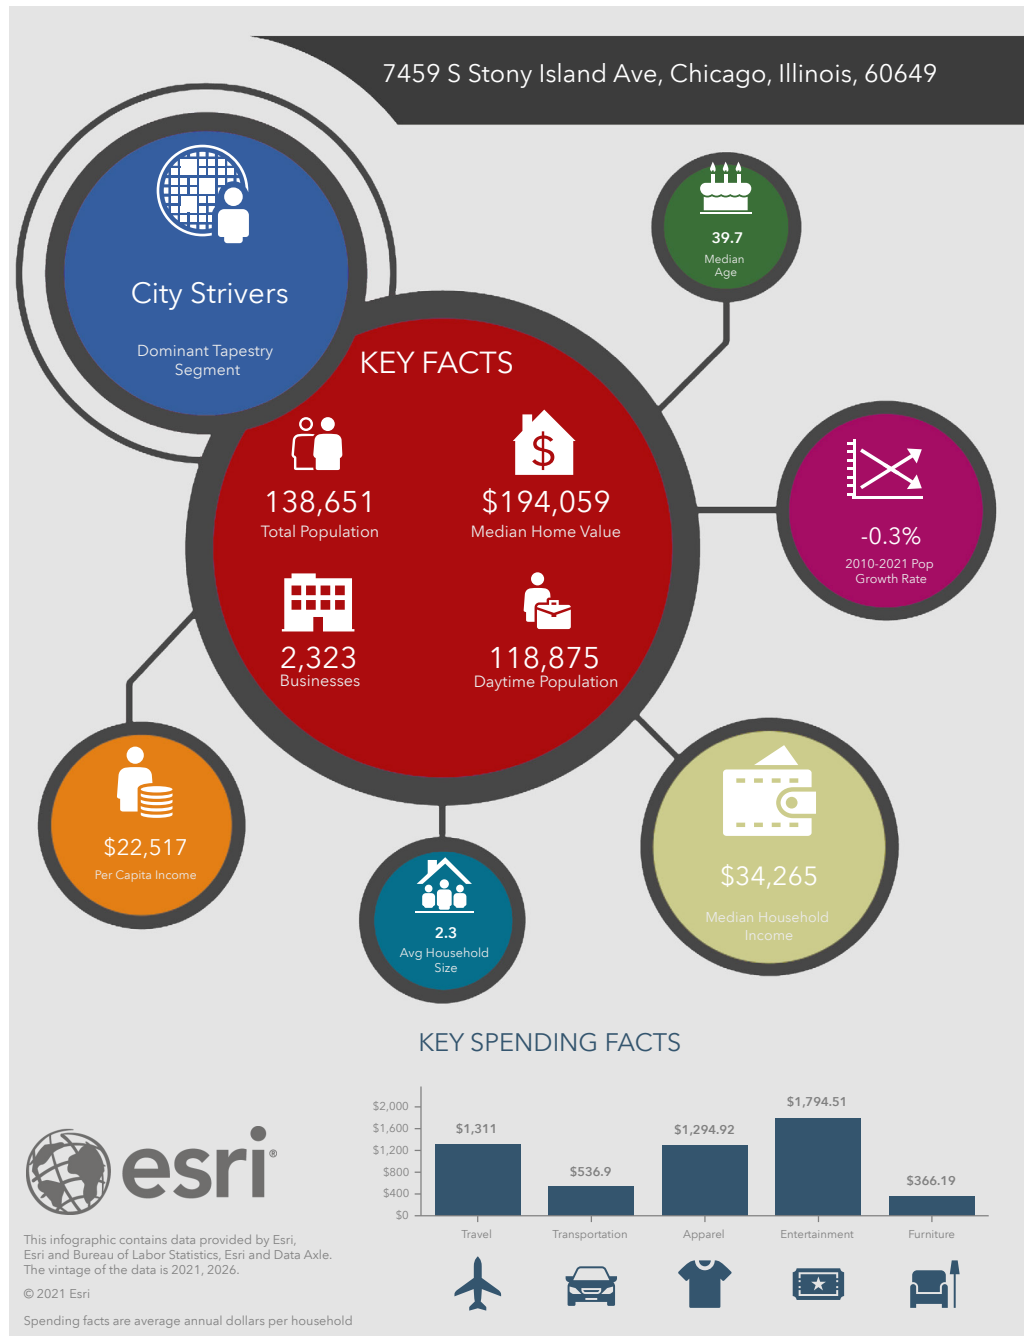 7459 S Stony Island Ave, Chicago, Illinois, 60649
City Strivers
Dominant Tapestry
Segment
39.7
Median
Age
KEY FACTS
138,651
Total Population
$
$194,059
Median Home Value
2,323
Businesses
118,875
Daytime Population
-0.3%
2010-2021 Pop
Growth Rate
$22,517
Per Capita Income
2.3
Avg Household
Size
$34,265
Median Household
Income
KEY SPENDING FACTS
$2,000
$1,600
$1,200
$800
$400
$0
$1,311
$536.9
$1,294.92
$1,794.51
$366.19
Travel
Transportation
Apparel
Entertainment
Furniture
esri®
This infographic contains data provided by Esri,
Esri and Bureau of Labor Statistics, Esri and Data Axle.
The vintage of the data is 2021, 2026.
© 2021 Esri
Spending facts are average annual dollars per household